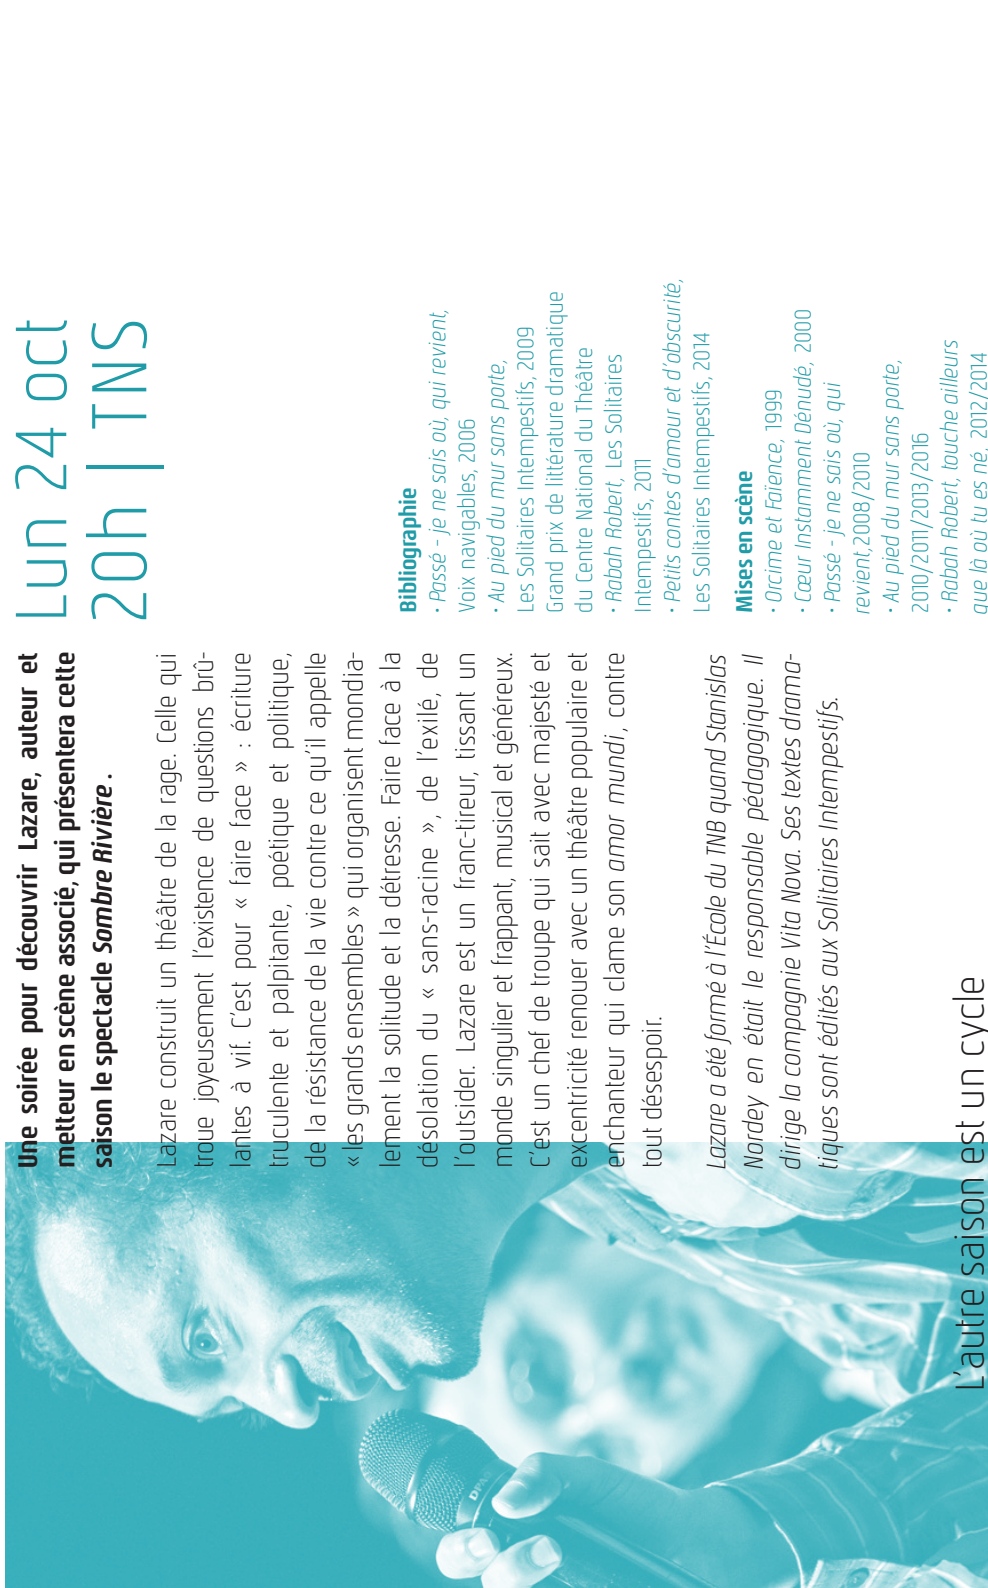 Une soirée pour découvrir Lazare, auteur et
metteur en scène associé, qui présentera cette
saison le spectacle Sombre Rivière .
Lazare construit un théâtre de la rage. Celle qui
troue joyeusement l'existence de questions brû-
lantes à vif. C'est pour « faire face » : écriture
truculente et palpitante, poétique et politique,
de la résistance de la vie contre ce qu'il appelle
« les grands ensembles » qui organisent mondia-
lement la solitude et la détresse. Faire face à la
désolation du « sans-racine », de l'exilé, de
l'outsider. Lazare est un franc-tireur, tissant un
monde singulier et frappant, musical et généreux.
C'est un chef de troupe qui sait avec majesté et
excentricité renouer avec un théâtre populaire et
enchanteur qui clame son amor mundi, contre
tout désespoir.
Lazare a été formé à l'École du TNB quand Stanislas
Nordey en était le responsable pédagogique. Il
dirige la compagnie Vita Nova. Ses textes drama-
tiques sont édités aux Solitaires Intempestifs.
Lun 24 oct
20h | TNS
Bibliographie
• Passé - je ne sais où, qui revient,
Voix navigables, 2006
• Au pied du mur sans porte,
Les Solitaires Intempestifs, 2009
Grand prix de littérature dramatique
du Centre National du Théâtre
• Rabah Robert, Les Solitaires
Intempestifs, 2011
• Petits contes d'amour et d'obscurité,
Les Solitaires Intempestifs, 2014
Mises en scène
• Orcime et Faïence, 1999
• Cœur Instamment Dénudé, 2000
• Passé - je ne sais où, qui
revient,2008/2010
• Au pied du mur sans porte,
2010/2011/2013/2016
• Rabah Robert, touche ailleurs
que là où tu es né, 2012/2014
L'autre saison est un cycle
DPA